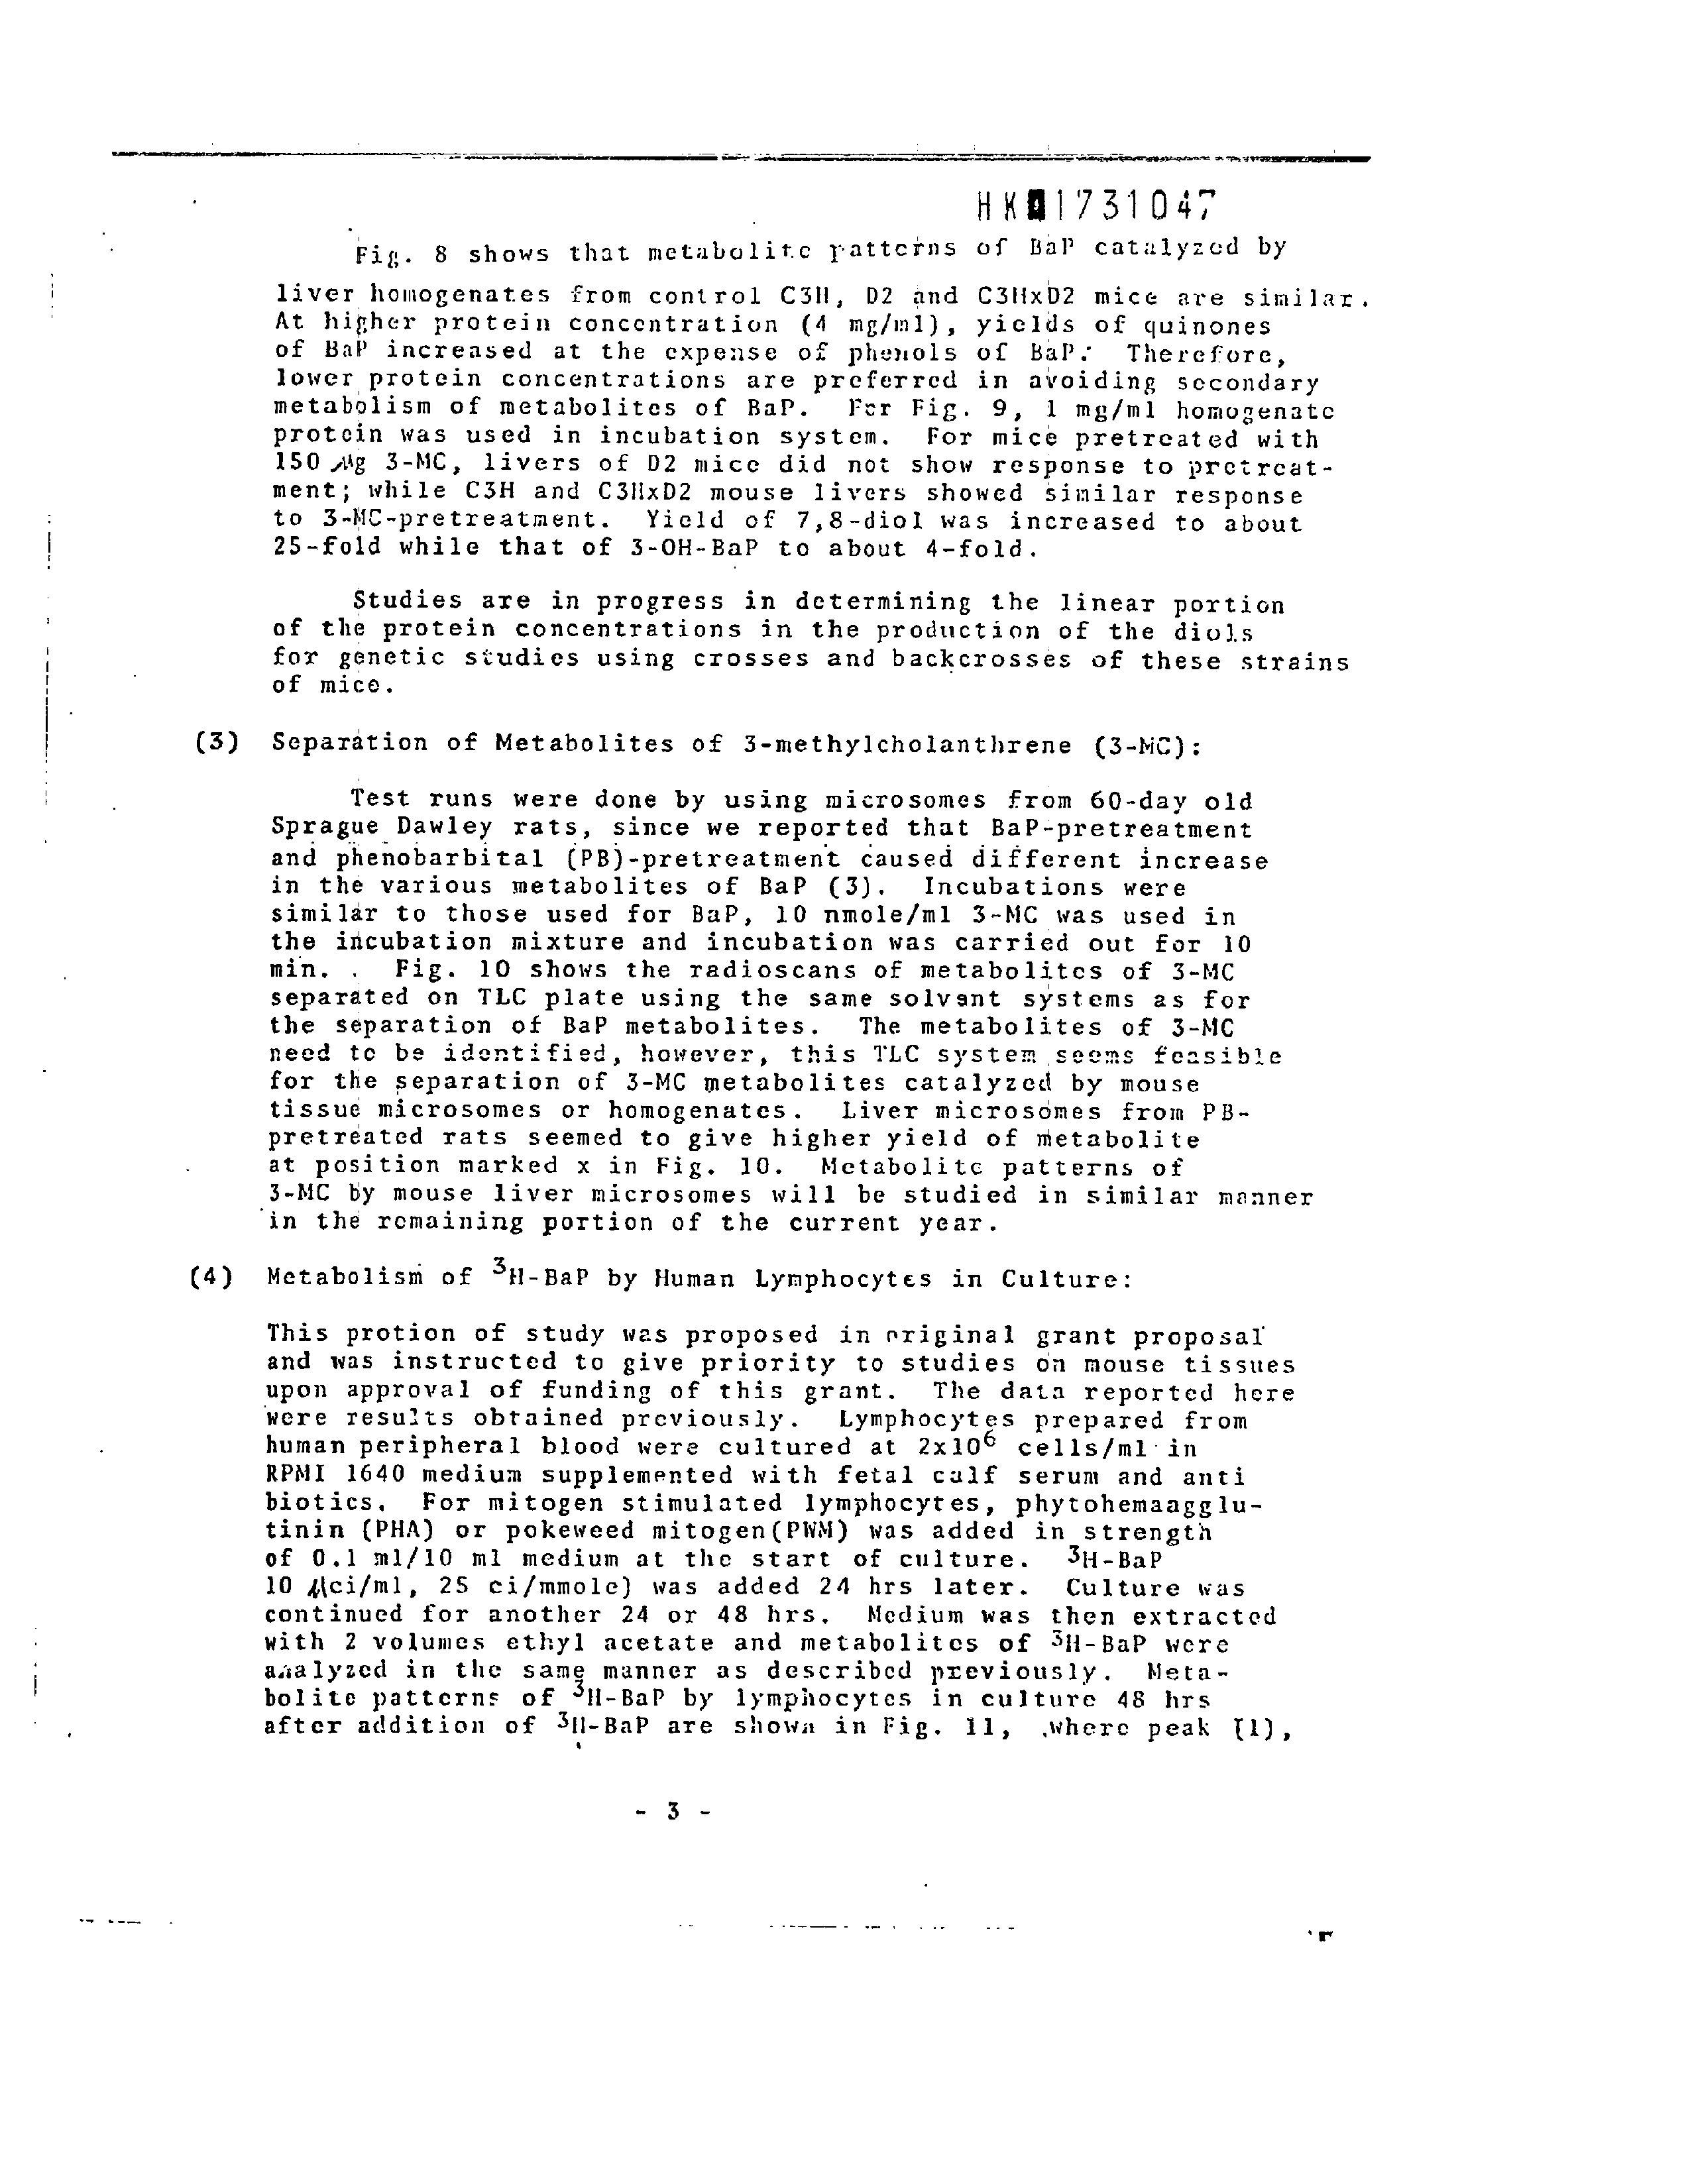 HK01731047
Fig. 8 shows that metabolite patterns of BaP catalyzed by
liver homogenates from control C3H, D2 and C3HxD2 mice are similar.
At higher protein concentration (4 mg/ml), yields of quinones
of BaP increased at the expense of phenols of BaP. Therefore,
lower protein concentrations are preferred in avoiding secondary
metabolism of metabolites of BaP. For Fig. 9, 1 mg/ml homogenate
protein was used in incubation system. For mice pretreated with
150 µg 3-MC, livers of D2 mice did not show response to pretreat-
ment; while C3H and C3HxD2 mouse livers showed similar response
to 3-MC-pretreatment. Yield of 7,8-diol was increased to about
25-fold while that of 3-OH-BaP to about 4-fold.
Studies are in progress in determining the linear portion
of the protein concentrations in the production of the diols
for genetic studies using crosses and backcrosses of these strains
of mice.
(3) Separation of Metabolites of 3-methylcholanthrene (3-MC):
Test runs were done by using microsomes from 60-day old
Sprague Dawley rats, since we reported that BaP-pretreatment
and phenobarbital (PB)-pretreatment caused different increase
in the various metabolites of BaP (3). Incubations were
similar to those used for BaP, 10 nmole/ml 3-MC was used in
the incubation mixture and incubation was carried out for 10
min. . Fig. 10 shows the radioscans of metabolites of 3-MC
separated on TLC plate using the same solvent systems as for
the separation of BaP metabolites. The metabolites of 3-MC
need to be identified, however, this TLC system seems feasible
for the separation of 3-MC metabolites catalyzed by mouse
tissue microsomes or homogenates. Liver microsomes from PB-
pretreated rats seemed to give higher yield of metabolite
at position marked x in Fig. 10. Metabolite patterns of
3-MC by mouse liver microsomes will be studied in similar manner
in the remaining portion of the current year.
(4) Metabolism of ³H-BaP by Human Lymphocytes in Culture:
This protion of study was proposed in original grant proposal
and was instructed to give priority to studies on mouse tissues
upon approval of funding of this grant. The data reported here
were results obtained previously. Lymphocytes prepared from
human peripheral blood were cultured at 2x10⁶ cells/ml in
RPMI 1640 medium supplemented with fetal calf serum and anti
biotics. For mitogen stimulated lymphocytes, phytohemaagglu-
tinin (PHA) or pokeweed mitogen(PWM) was added in strength
of 0.1 ml/10 ml medium at the start of culture. ³H-BaP
10 µci/ml, 25 ci/mmole) was added 24 hrs later. Culture was
continued for another 24 or 48 hrs. Medium was then extracted
with 2 volumes ethyl acetate and metabolites of ³H-BaP were
analyzed in the same manner as described previously. Meta-
bolite patterns of ³H-BaP by lymphocytes in culture 48 hrs
after addition of ³H-BaP are shown in Fig. 11, where peak (1),
- 3 -